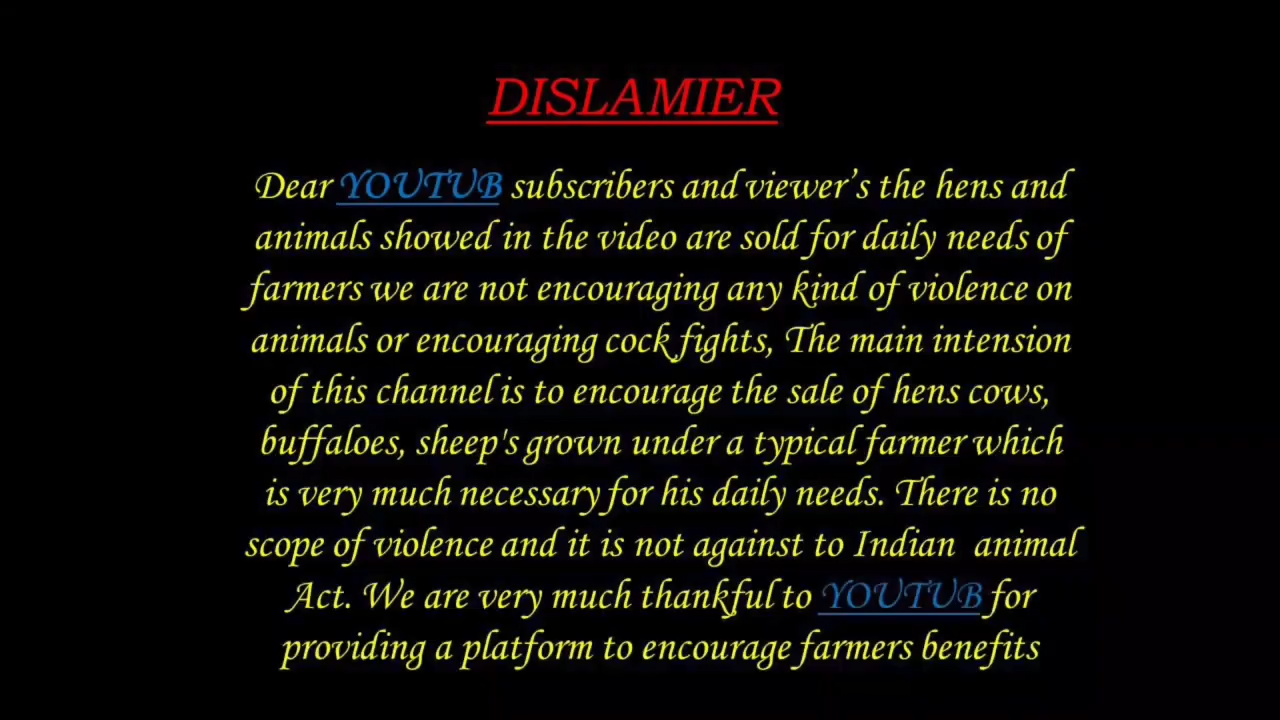 DISLAMIER
Dear YOUTUB subscribers and viewer's the hens and
animals showed in the video are sold for daily needs of
farmers we are not encouraging any kind of violence on
animals or encouraging cock fights, The main intension
of this channel is to encourage the sale of hens cows,
buffaloes, sheep's grown under a typical farmer which
is very much necessary for his daily needs. There is no
scope of violence and it is not against to Indian animal
Act. We are very much thankful to YOUTUB for
providing a platform to encourage farmers benefits